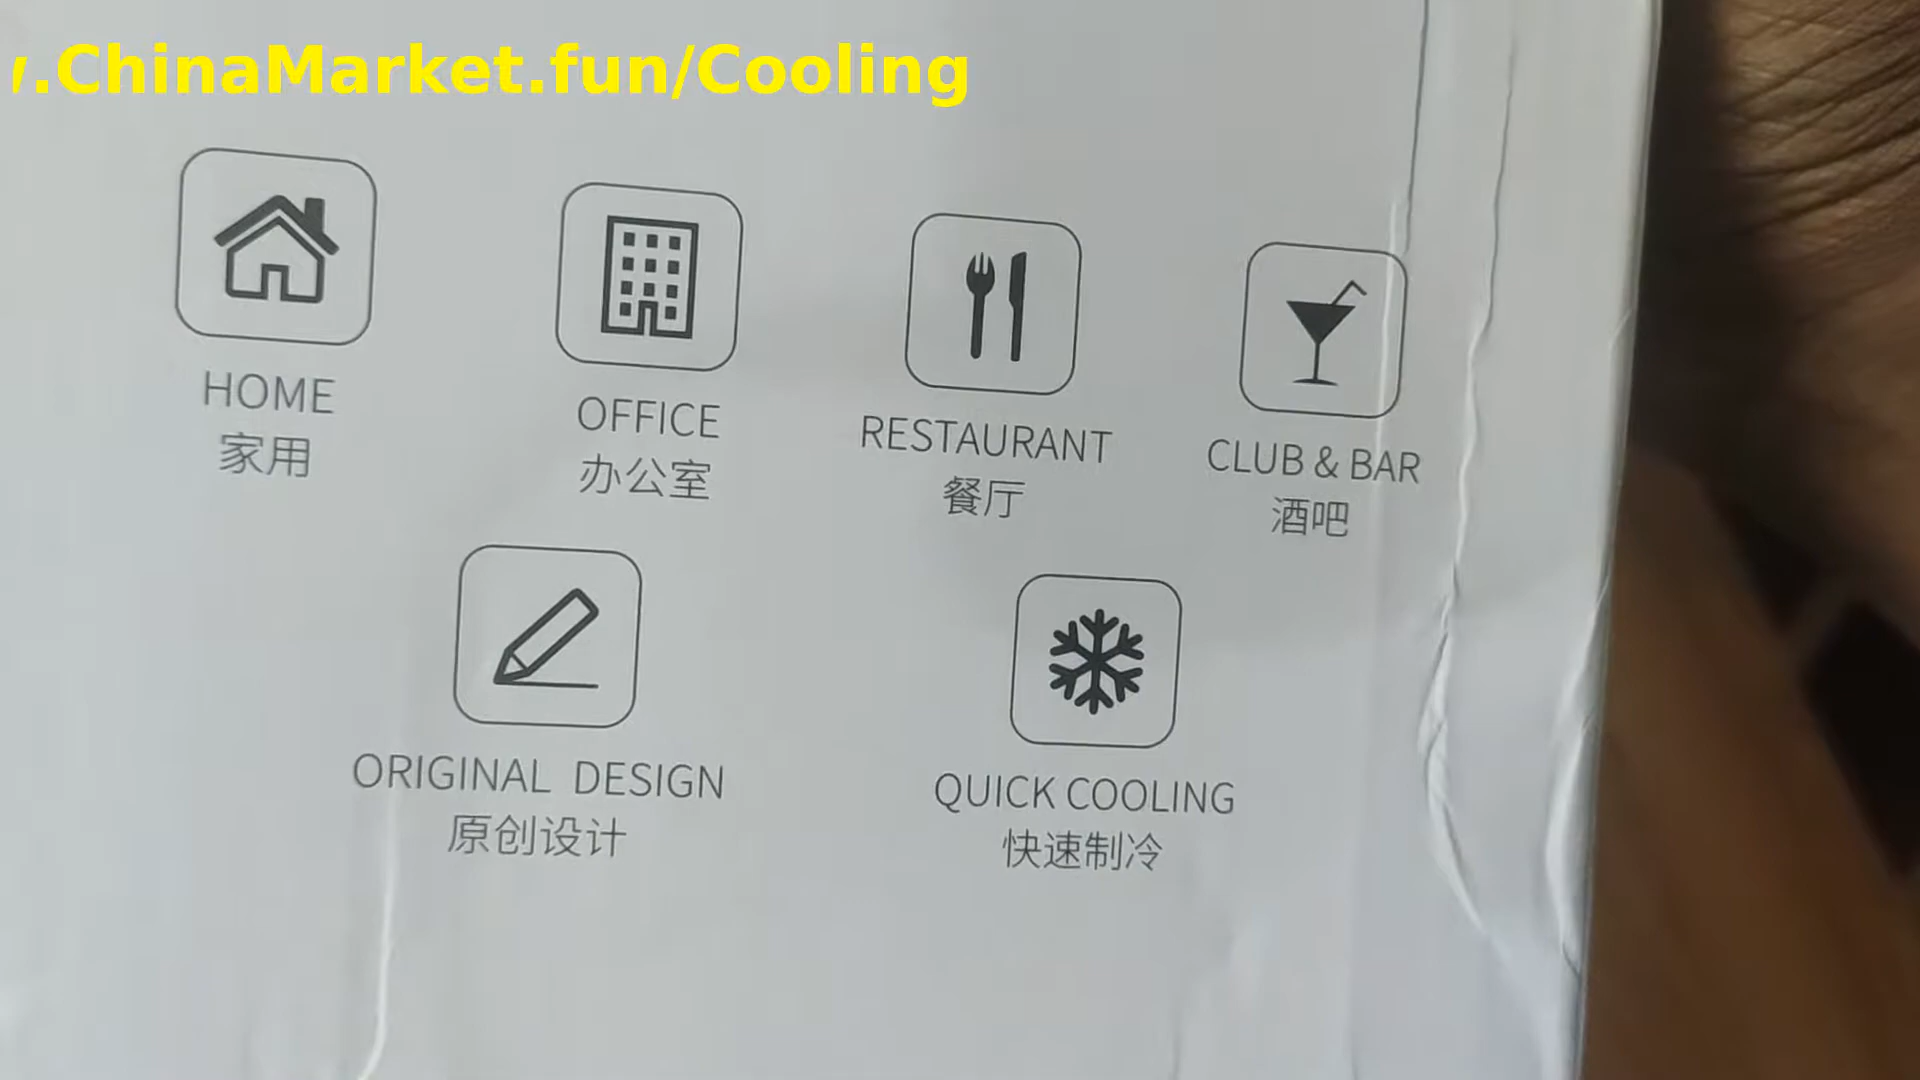 .ChinaMarket.fun/Cooling
HOME
家用
OFFICE
办公室
RESTAURANT
餐厅
CLUB & BAR
酒吧
ORIGINAL DESIGN
原创设计
QUICK COOLING
快速制冷